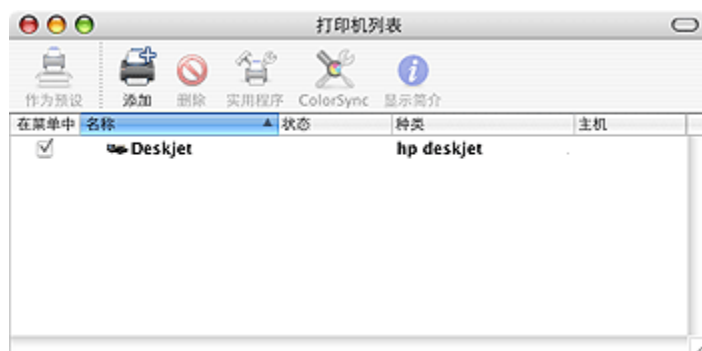 打印机列表
作为预设 添加 删除 实用程序 ColorSync 显示简介
在菜单中 名称 状态 种类 主机
Deskjet hp deskjet